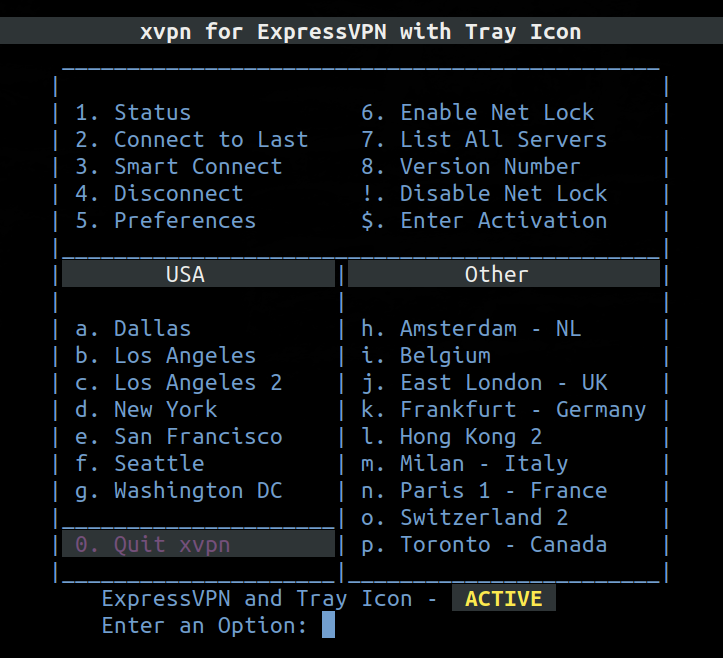 xvpn for ExpressVPN with Tray Icon
1. Status 6. Enable Net Lock
2. Connect to Last 7. List All Servers
3. Smart Connect 8. Version Number
4. Disconnect !. Disable Net Lock
5. Preferences $. Enter Activation
USA Other
a. Dallas h. Amsterdam - NL
b. Los Angeles i. Belgium
c. Los Angeles 2 j. East London - UK
d. New York k. Frankfurt - Germany
e. San Francisco l. Hong Kong 2
f. Seattle m. Milan - Italy
g. Washington DC n. Paris 1 - France
o. Switzerland 2
0. Quit xvpn p. Toronto - Canada
ExpressVPN and Tray Icon - ACTIVE
Enter an Option: